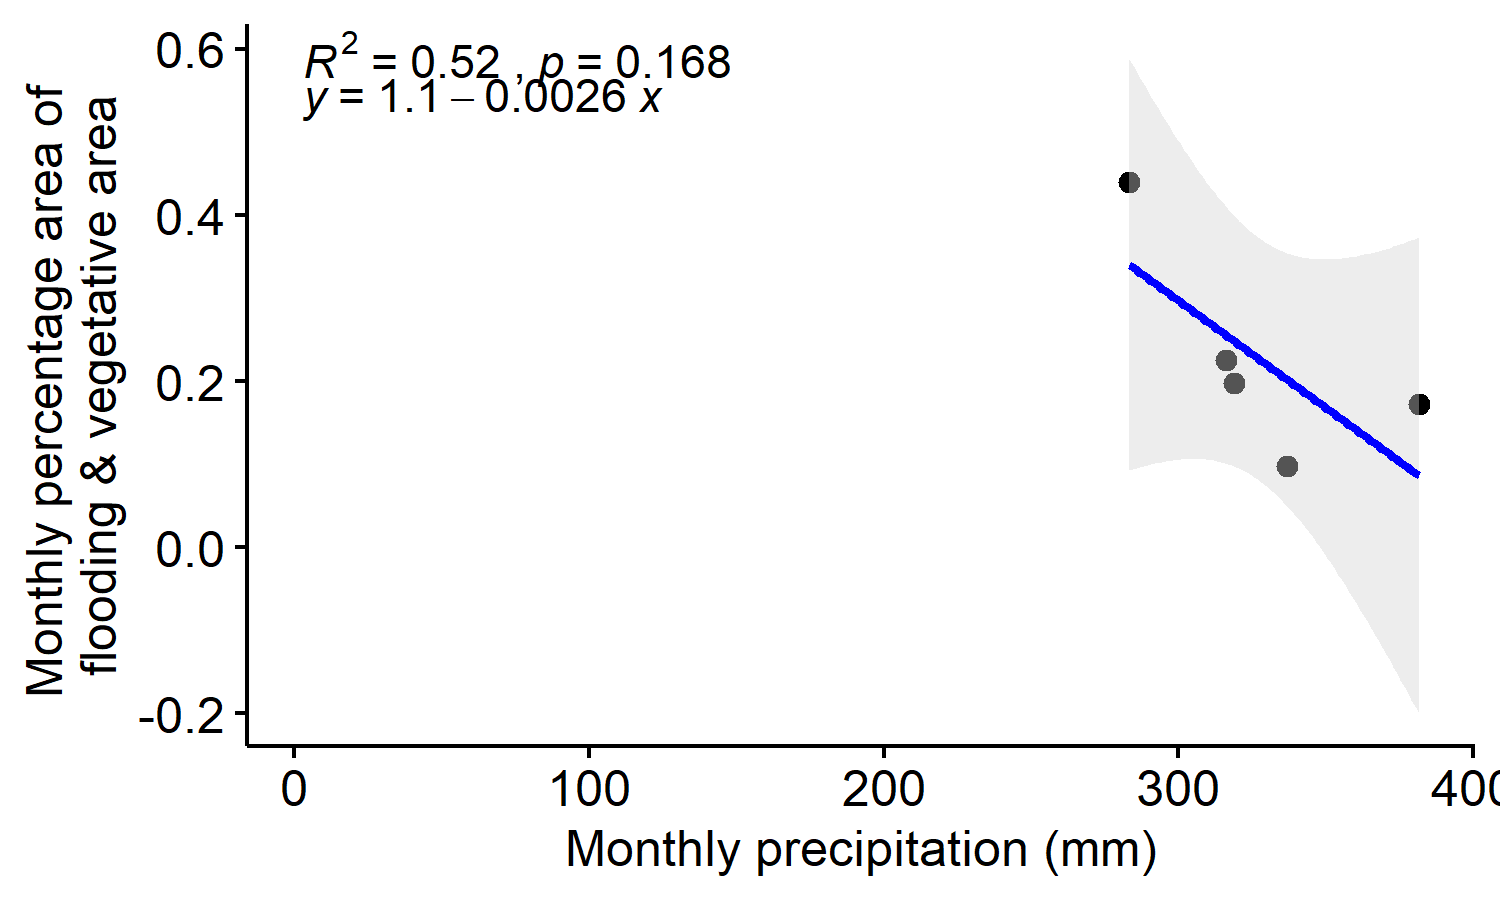 R² = 0.52 , p = 0.168
y = 1.1 – 0.0026 x
Monthly percentage area of
flooding & vegetative area
0.6
0.4
0.2
0.0
-0.2
0 100 200 300 400
Monthly precipitation (mm)